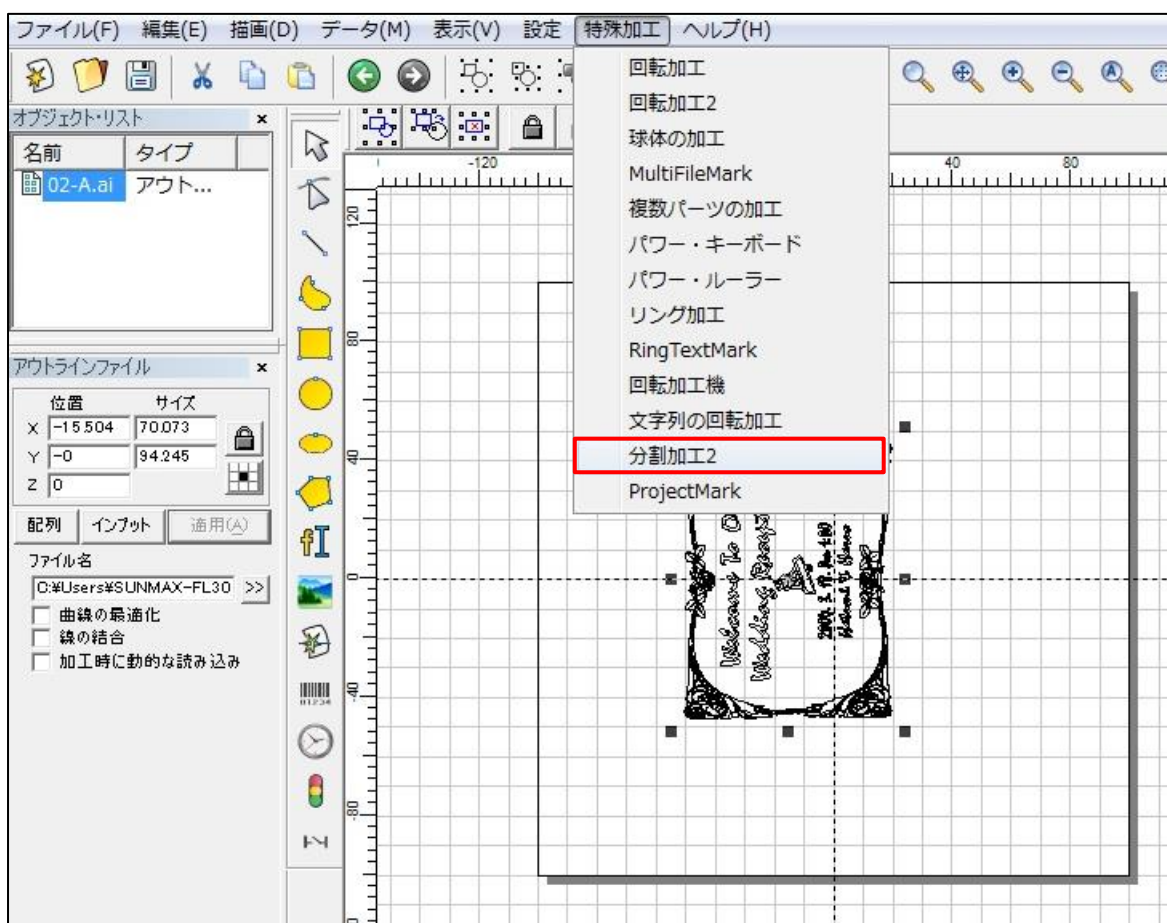 ファイル(F) 編集(E) 描画(D) データ(M) 表示(V) 設定 特殊加工 ヘルプ(H)
オブジェクト・リスト
名前 タイプ
02-A.ai アウト...
アウトラインファイル
位置 サイズ
X -15.504 70.073
Y -0 94.245
Z 0
配列 インプット 適用(A)
ファイル名
C:¥Users¥SUNMAX-FL30 >>
曲線の最適化
線の結合
加工時に動的な読み込み
回転加工
回転加工2
球体の加工
MultiFileMark
複数パーツの加工
パワー・キーボード
パワー・ルーラー
リング加工
RingTextMark
回転加工機
文字列の回転加工
分割加工2
ProjectMark
-120 40 80
120
80
40
0
-40
-80
Welcome To
Wedding